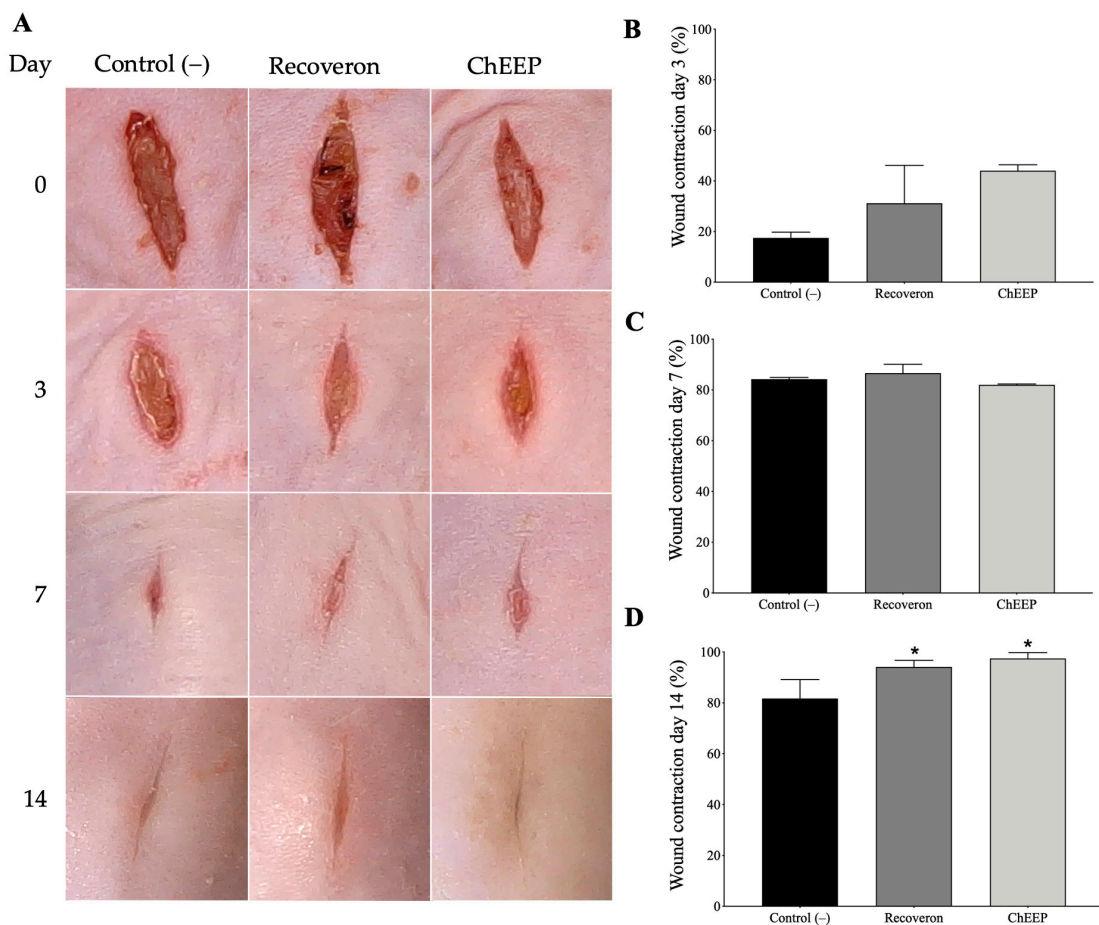 A
Day Control (−) Recoveron ChEEP
0
3
7
14
B
Wound contraction day 3 (%)
100
80
60
40
20
0
Control (−) Recoveron ChEEP
C
Wound contraction day 7 (%)
100
80
60
40
20
0
Control (−) Recoveron ChEEP
D
Wound contraction day 14 (%)
100
80
60
40
20
0
* *
Control (−) Recoveron ChEEP